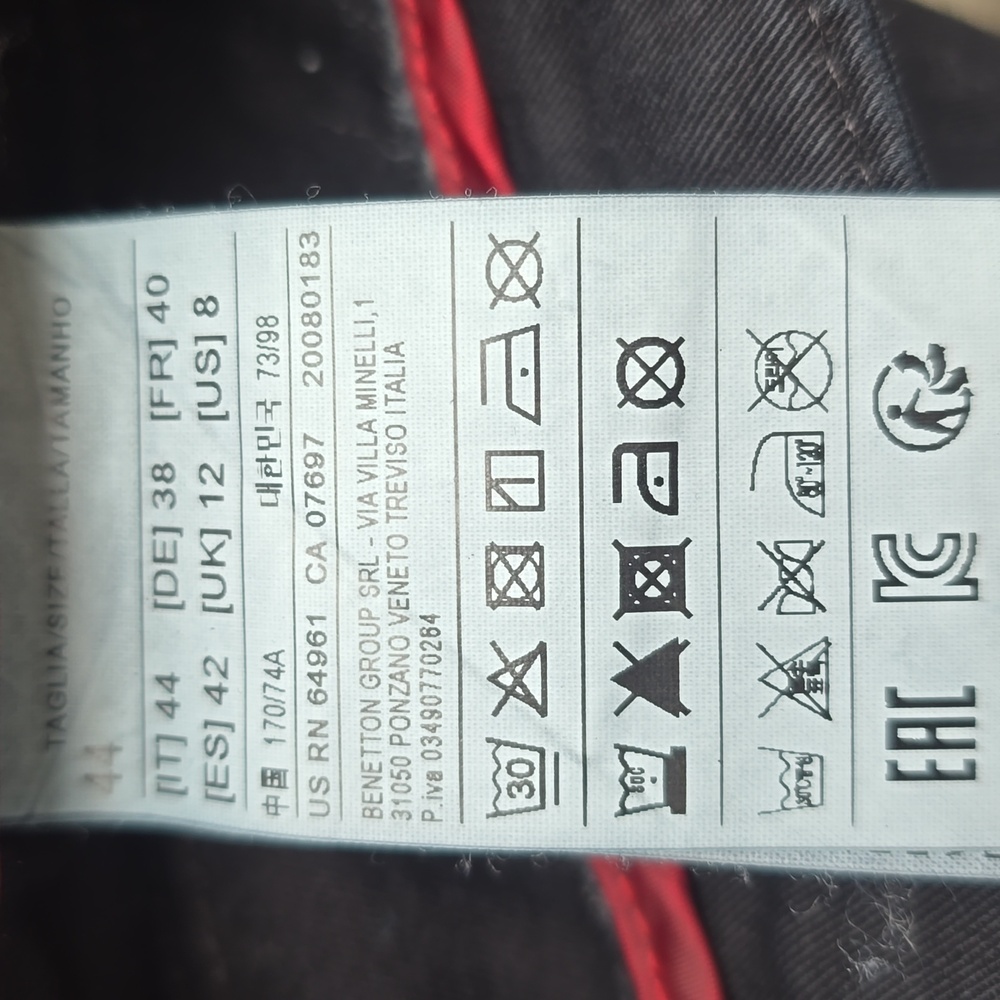 TAGLIA/SIZE/TALLA/TAMANHO
44
[IT] 44 [DE] 38 [FR] 40
[ES] 42 [UK] 12 [US] 8
中国 170/74A 대한민국 73/98
US RN 64961 CA 07697 20080183
BENETTON GROUP SRL - VIA VILLA MINELLI,1
31050 PONZANO VENETO TREVISO ITALIA
P.iva 03490770264
30
EAC